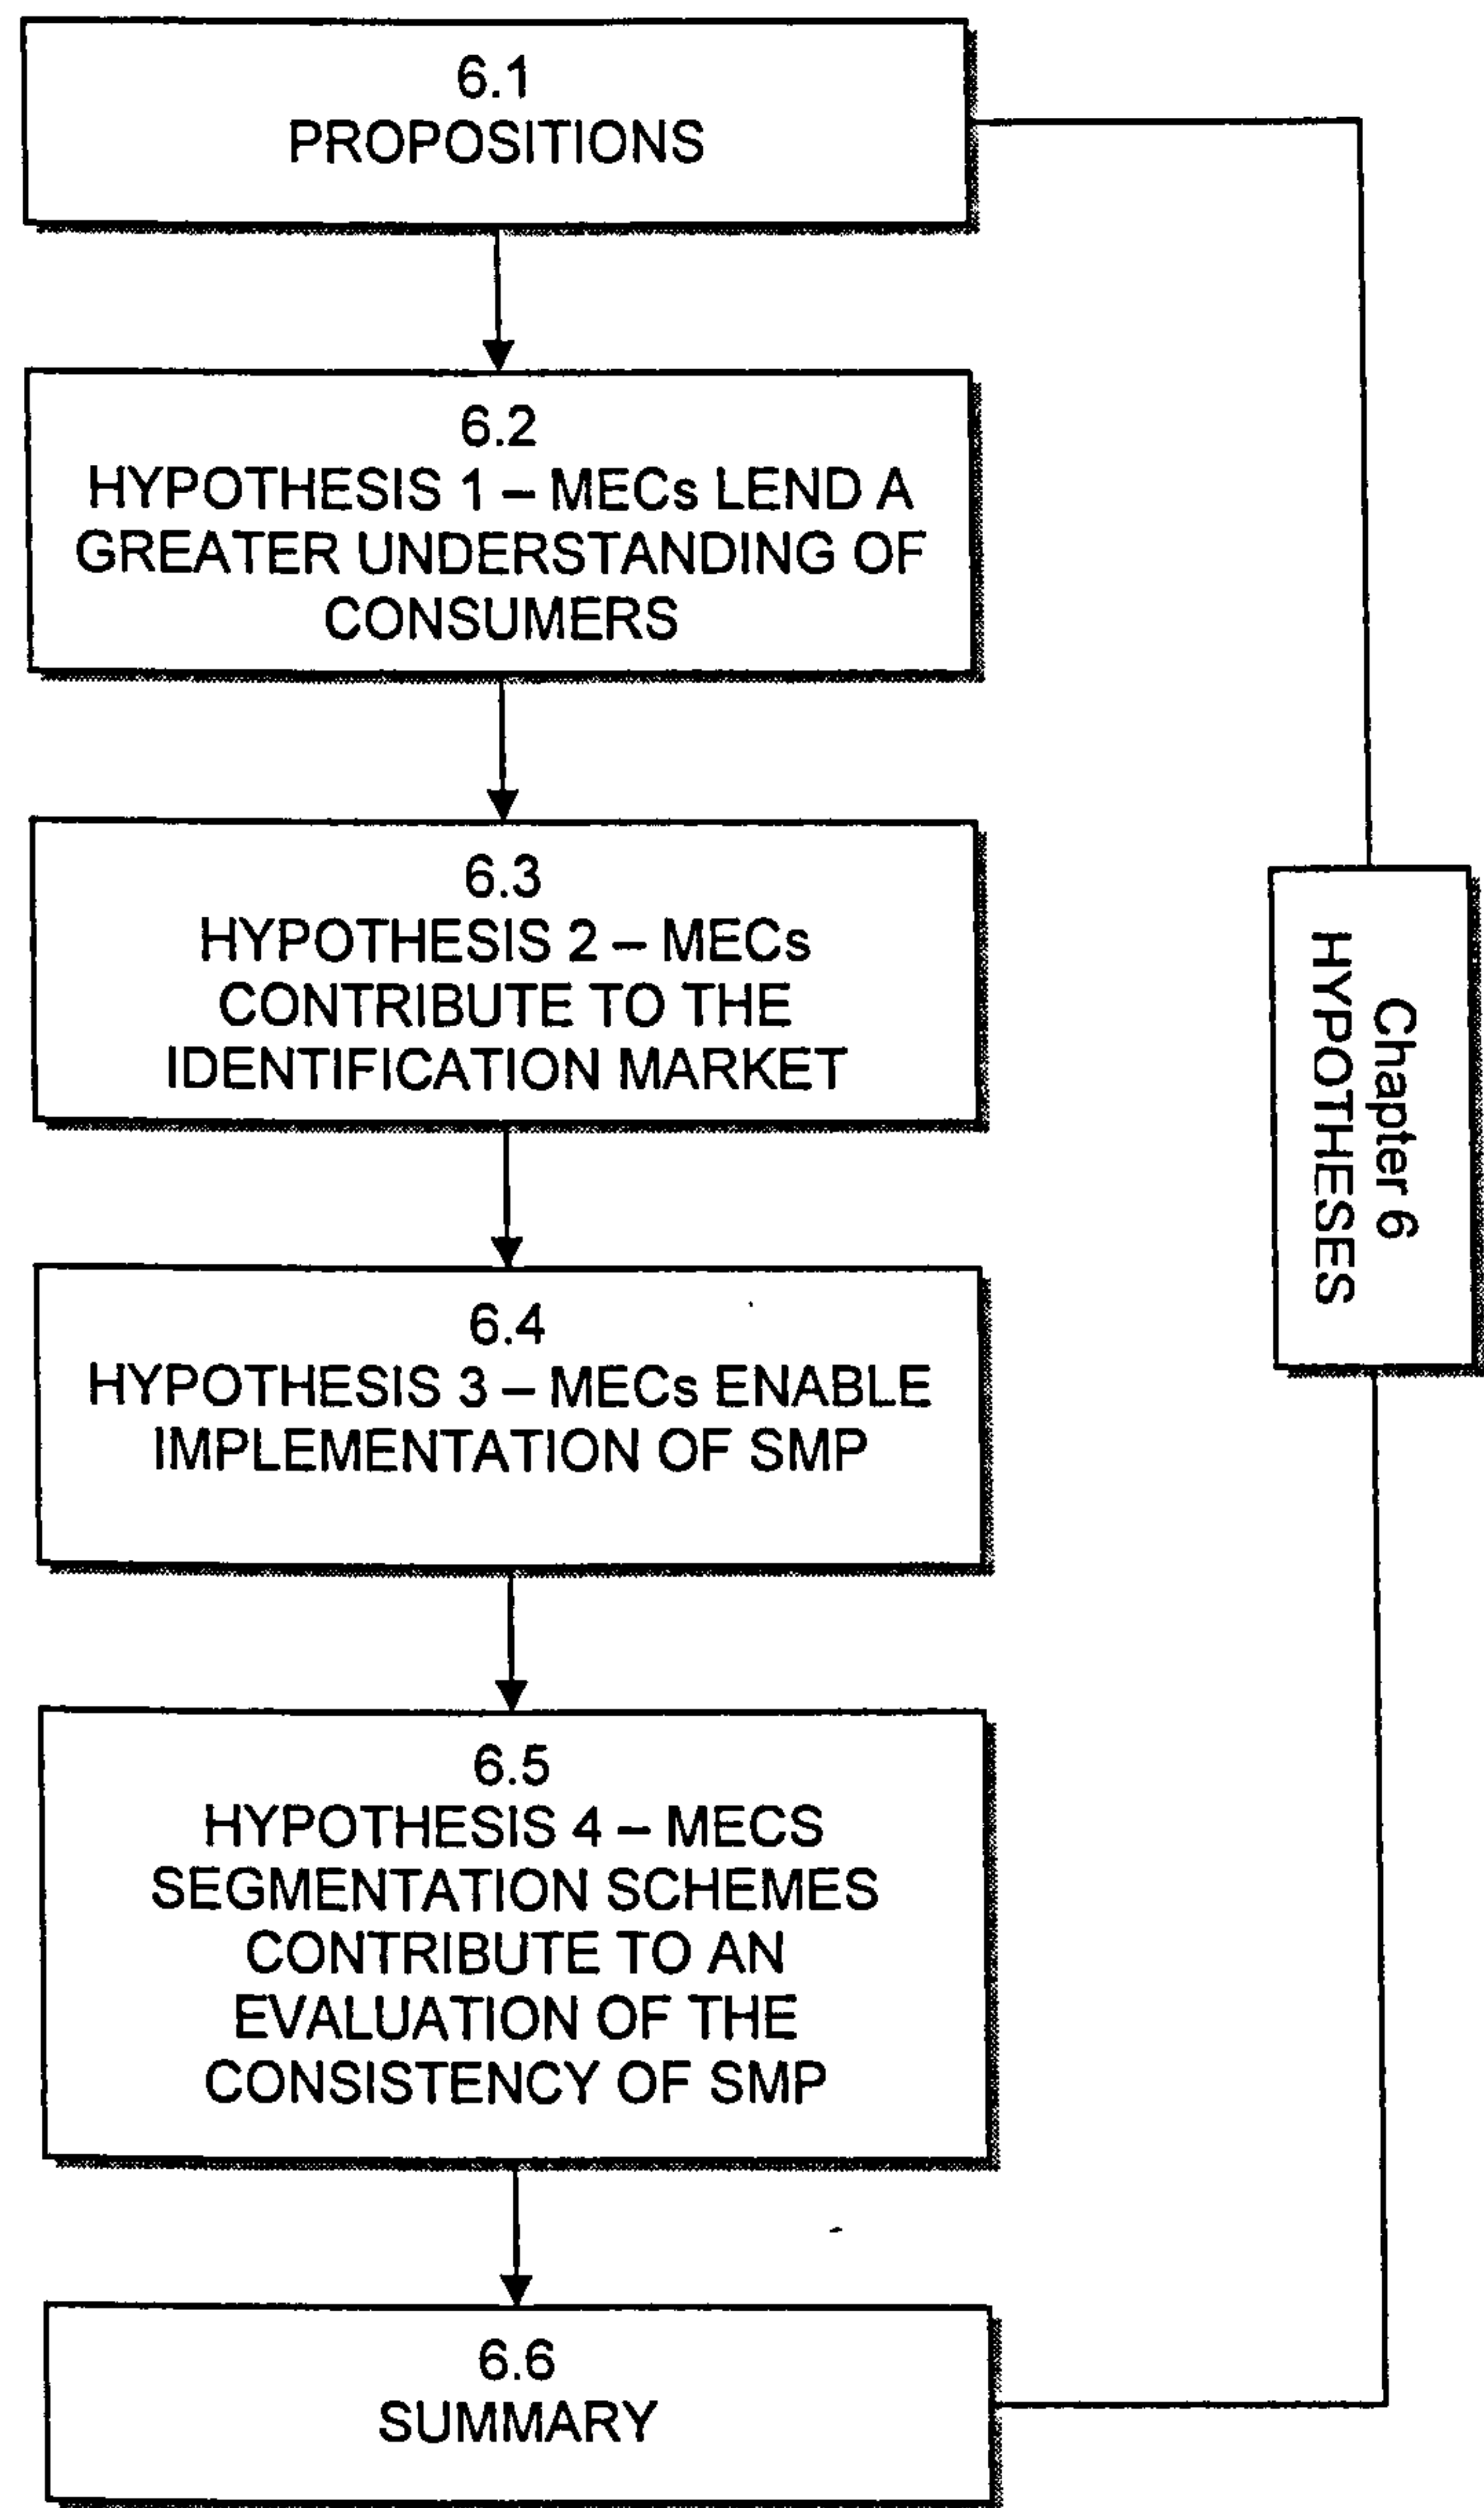 6.1
PROPOSITIONS
6.2
HYPOTHESIS 1 – MECs LEND A
GREATER UNDERSTANDING OF
CONSUMERS
6.3
HYPOTHESIS 2 – MECs
CONTRIBUTE TO THE
IDENTIFICATION MARKET
6.4
HYPOTHESIS 3 – MECs ENABLE
IMPLEMENTATION OF SMP
6.5
HYPOTHESIS 4 – MECS
SEGMENTATION SCHEMES
CONTRIBUTE TO AN
EVALUATION OF THE
CONSISTENCY OF SMP
6.6
SUMMARY
Chapter 6
HYPOTHESES